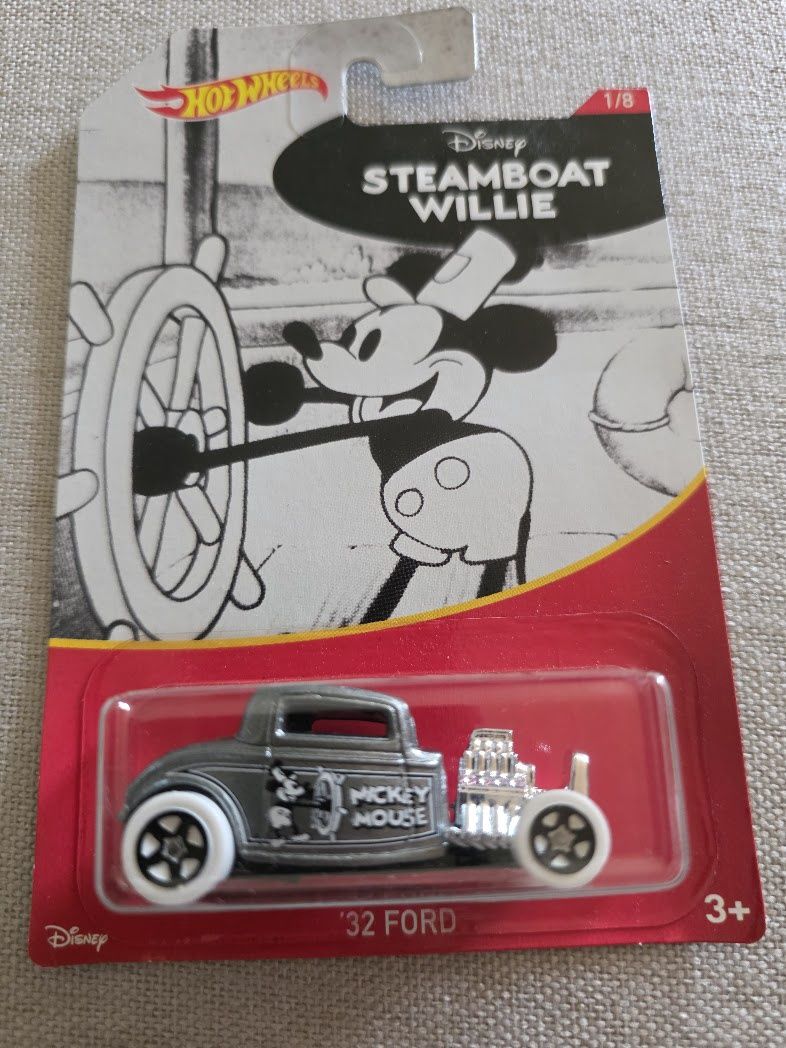 HOT WHEELS
1/8
Disney
STEAMBOAT
WILLIE
MICKEY
MOUSE
'32 FORD
3+
Disney